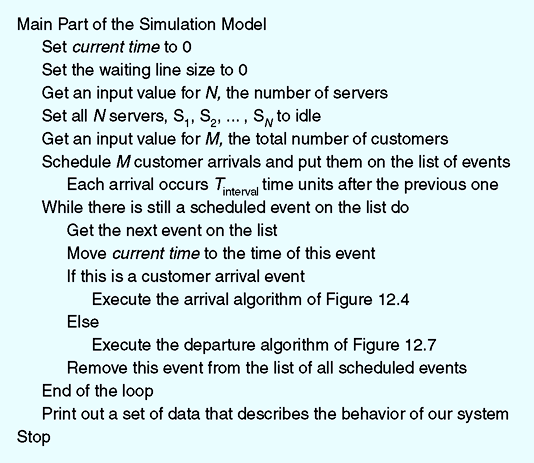 Main Part of the Simulation Model
Set current time to 0
Set the waiting line size to 0
Get an input value for N, the number of servers
Set all N servers, S1, S2, ... , SN to idle
Get an input value for M, the total number of customers
Schedule M customer arrivals and put them on the list of events
Each arrival occurs Tinterval time units after the previous one
While there is still a scheduled event on the list do
Get the next event on the list
Move current time to the time of this event
If this is a customer arrival event
Execute the arrival algorithm of Figure 12.4
Else
Execute the departure algorithm of Figure 12.7
Remove this event from the list of all scheduled events
End of the loop
Print out a set of data that describes the behavior of our system
Stop